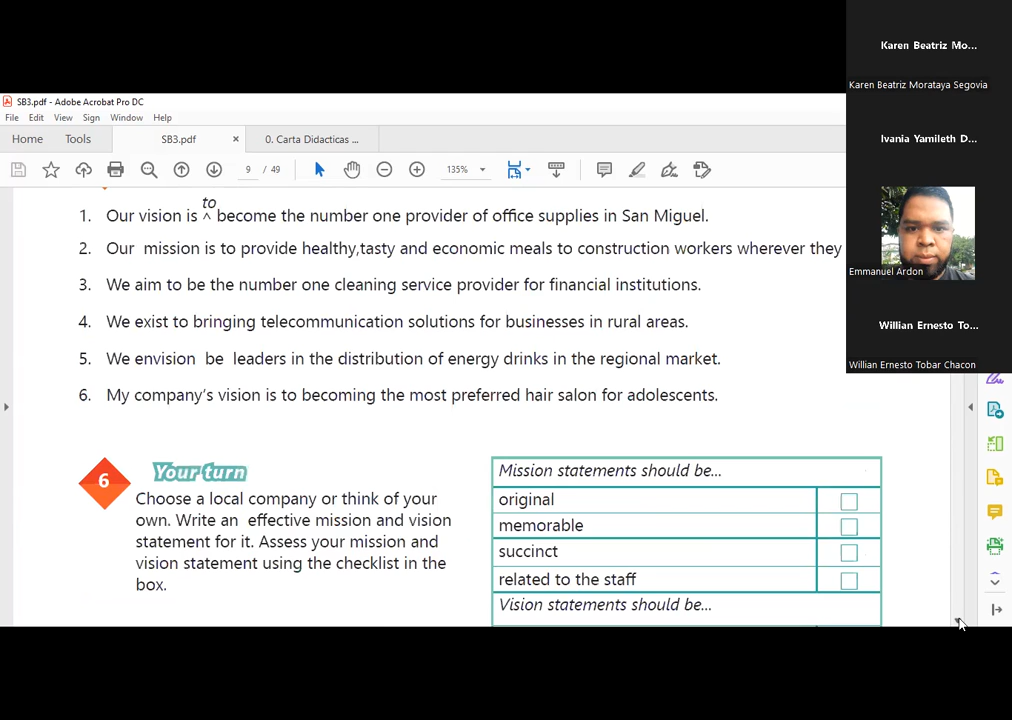 Karen Beatriz Mo...
Karen Beatriz Morataya Segovia
Ivania Yamileth D...
Emmanuel Ardon
Willian Ernesto To...
Willian Ernesto Tobar Chacon
SB3.pdf - Adobe Acrobat Pro DC
File Edit View Sign Window Help
Home Tools SB3.pdf × 0. Carta Didacticas ...
9 / 49 135%
to
1. Our vision is ^ become the number one provider of office supplies in San Miguel.
2. Our mission is to provide healthy,tasty and economic meals to construction workers wherever they
3. We aim to be the number one cleaning service provider for financial institutions.
4. We exist to bringing telecommunication solutions for businesses in rural areas.
5. We envision be leaders in the distribution of energy drinks in the regional market.
6. My company's vision is to becoming the most preferred hair salon for adolescents.
6 Your turn
Choose a local company or think of your
own. Write an effective mission and vision
statement for it. Assess your mission and
vision statement using the checklist in the
box.
Mission statements should be...
original
memorable
succinct
related to the staff
Vision statements should be...